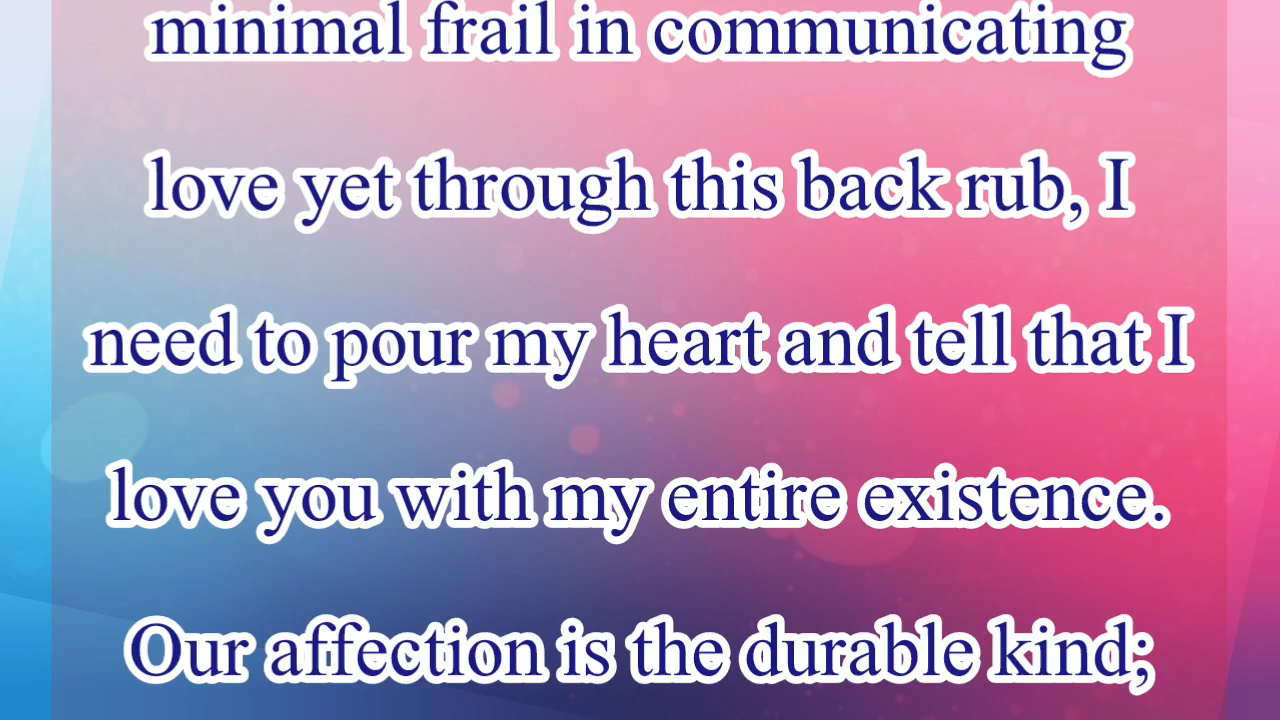 minimal frail in communicating
love yet through this back rub, I
need to pour my heart and tell that I
love you with my entire existence.
Our affection is the durable kind;